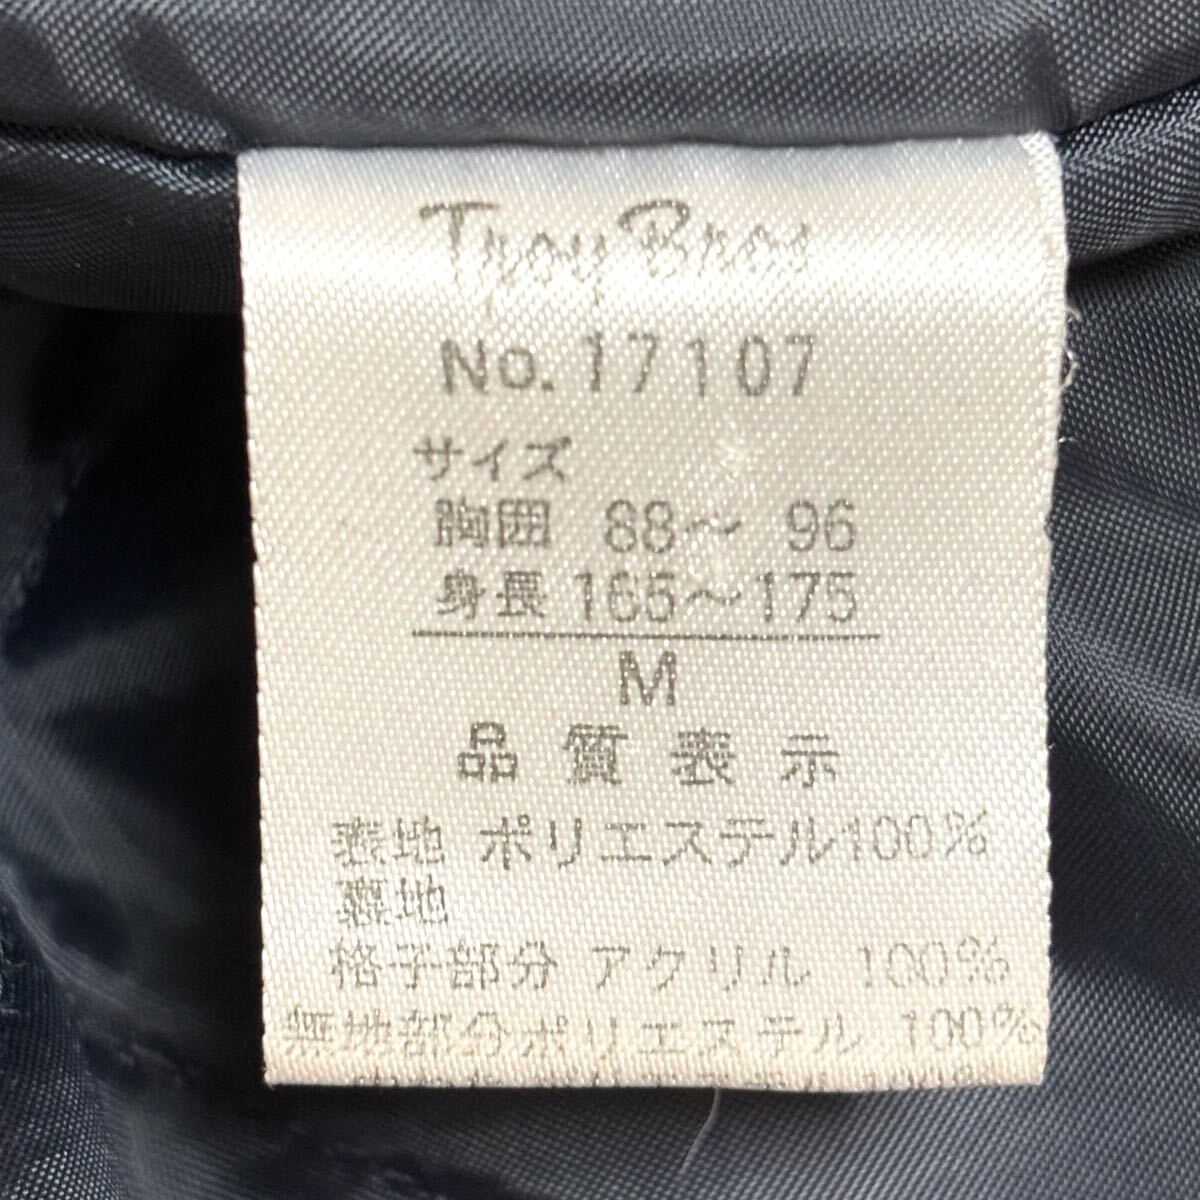 Troy Bros
No.17107
サイズ
胸囲 88～ 96
身長 165～175
M
品質表示
表地 ポリエステル100%
裏地
格子部分 アクリル 100%
無地部分ポリエステル 100%